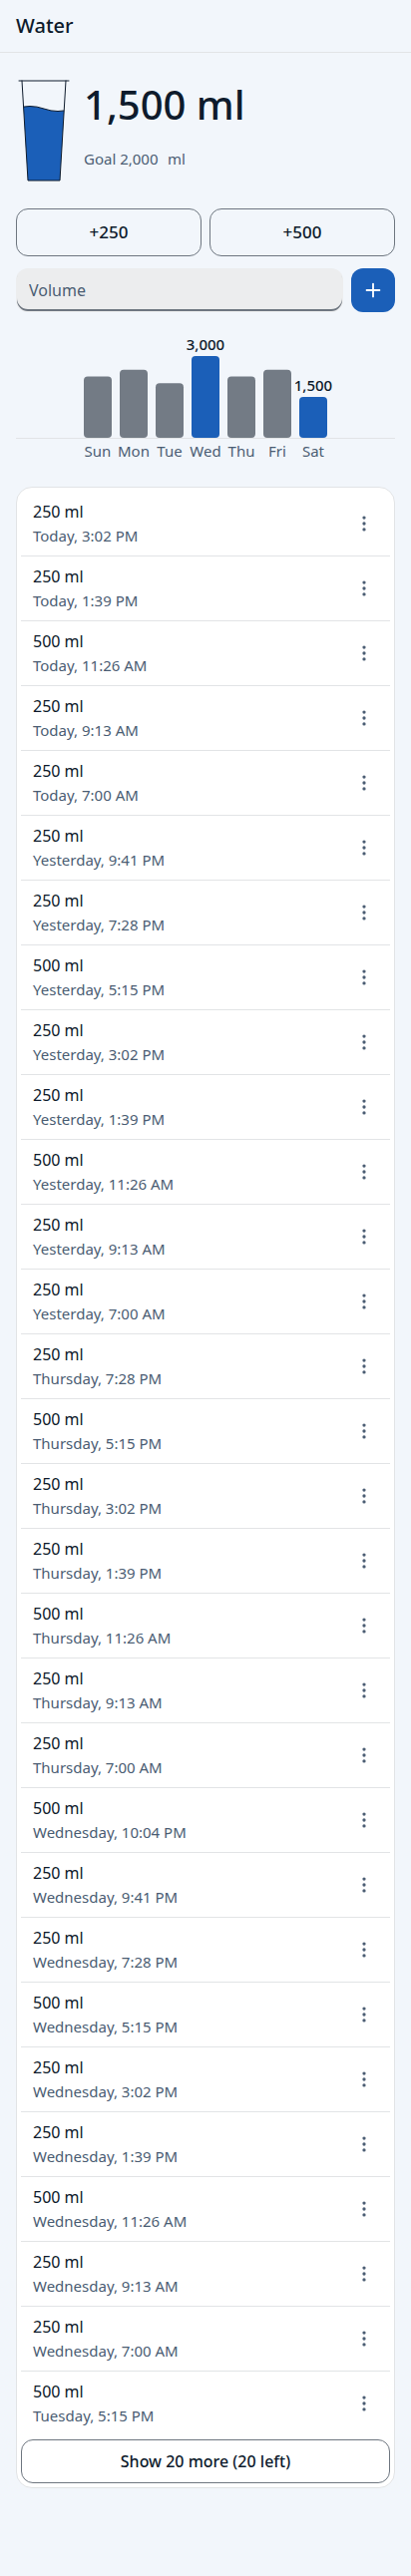 Water
1,500 ml
Goal 2,000 ml
+250 +500
Volume
3,000
1,500
Sun Mon Tue Wed Thu Fri Sat
250 ml
Today, 3:02 PM
250 ml
Today, 1:39 PM
500 ml
Today, 11:26 AM
250 ml
Today, 9:13 AM
250 ml
Today, 7:00 AM
250 ml
Yesterday, 9:41 PM
250 ml
Yesterday, 7:28 PM
500 ml
Yesterday, 5:15 PM
250 ml
Yesterday, 3:02 PM
250 ml
Yesterday, 1:39 PM
500 ml
Yesterday, 11:26 AM
250 ml
Yesterday, 9:13 AM
250 ml
Yesterday, 7:00 AM
250 ml
Thursday, 7:28 PM
500 ml
Thursday, 5:15 PM
250 ml
Thursday, 3:02 PM
250 ml
Thursday, 1:39 PM
500 ml
Thursday, 11:26 AM
250 ml
Thursday, 9:13 AM
250 ml
Thursday, 7:00 AM
500 ml
Wednesday, 10:04 PM
250 ml
Wednesday, 9:41 PM
250 ml
Wednesday, 7:28 PM
500 ml
Wednesday, 5:15 PM
250 ml
Wednesday, 3:02 PM
250 ml
Wednesday, 1:39 PM
500 ml
Wednesday, 11:26 AM
250 ml
Wednesday, 9:13 AM
250 ml
Wednesday, 7:00 AM
500 ml
Tuesday, 5:15 PM
Show 20 more (20 left)